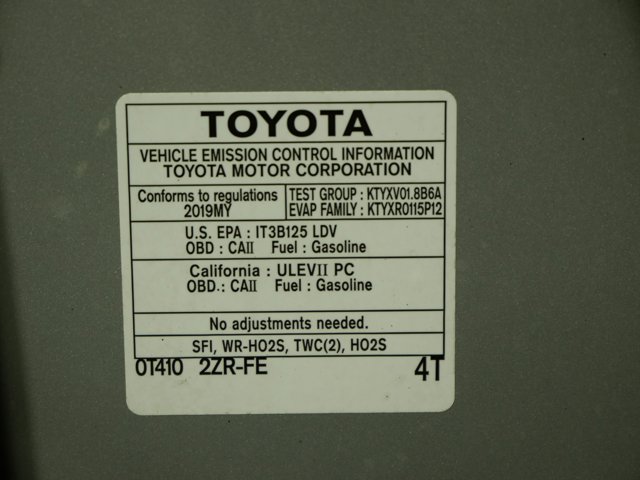 TOYOTA
VEHICLE EMISSION CONTROL INFORMATION
TOYOTA MOTOR CORPORATION
Conforms to regulations
2019MY
TEST GROUP : KTYXV01.8B6A
EVAP FAMILY : KTYXR0115P12
U.S. EPA : IT3B125 LDV
OBD : CAII Fuel : Gasoline
California : ULEVII PC
OBD.: CAII Fuel : Gasoline
No adjustments needed.
SFI, WR-HO2S, TWC(2), HO2S
0T410 2ZR-FE 4T